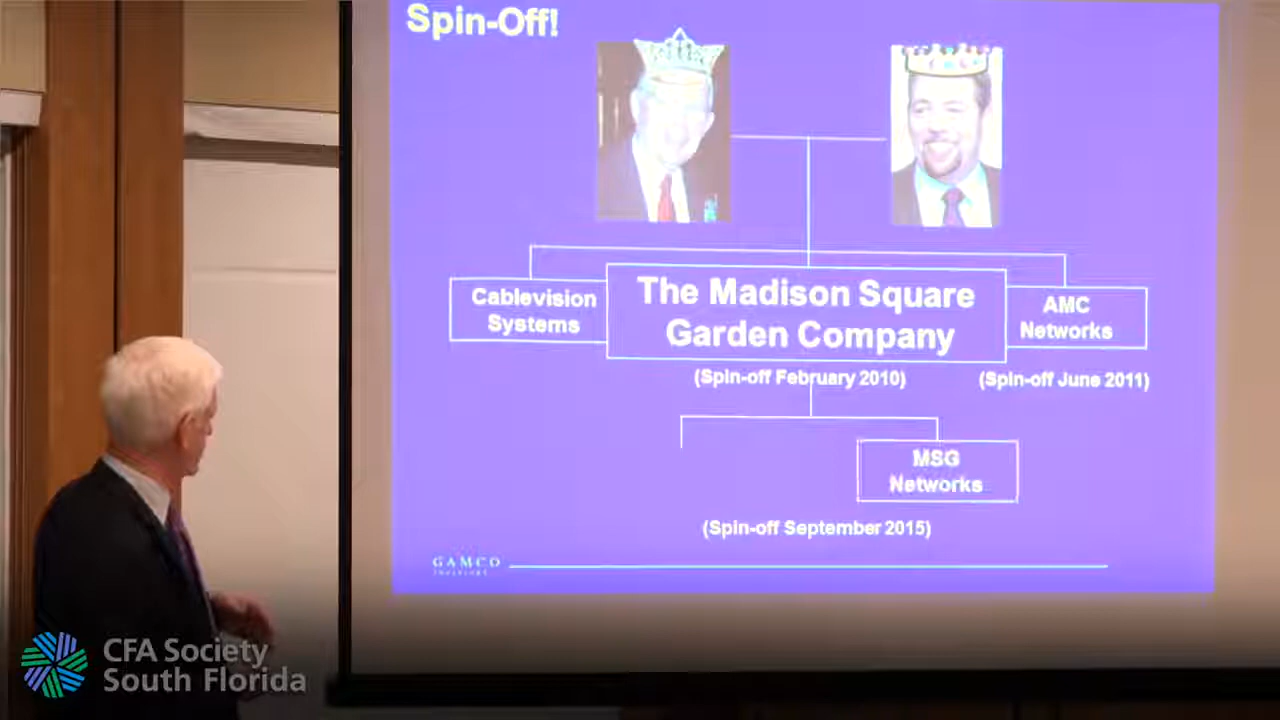 Spin-Off!
Cablevision
Systems
The Madison Square
Garden Company
AMC
Networks
(Spin-off February 2010)
(Spin-off June 2011)
MSG
Networks
(Spin-off September 2015)
GAMCO
INVESTORS
CFA Society
South Florida